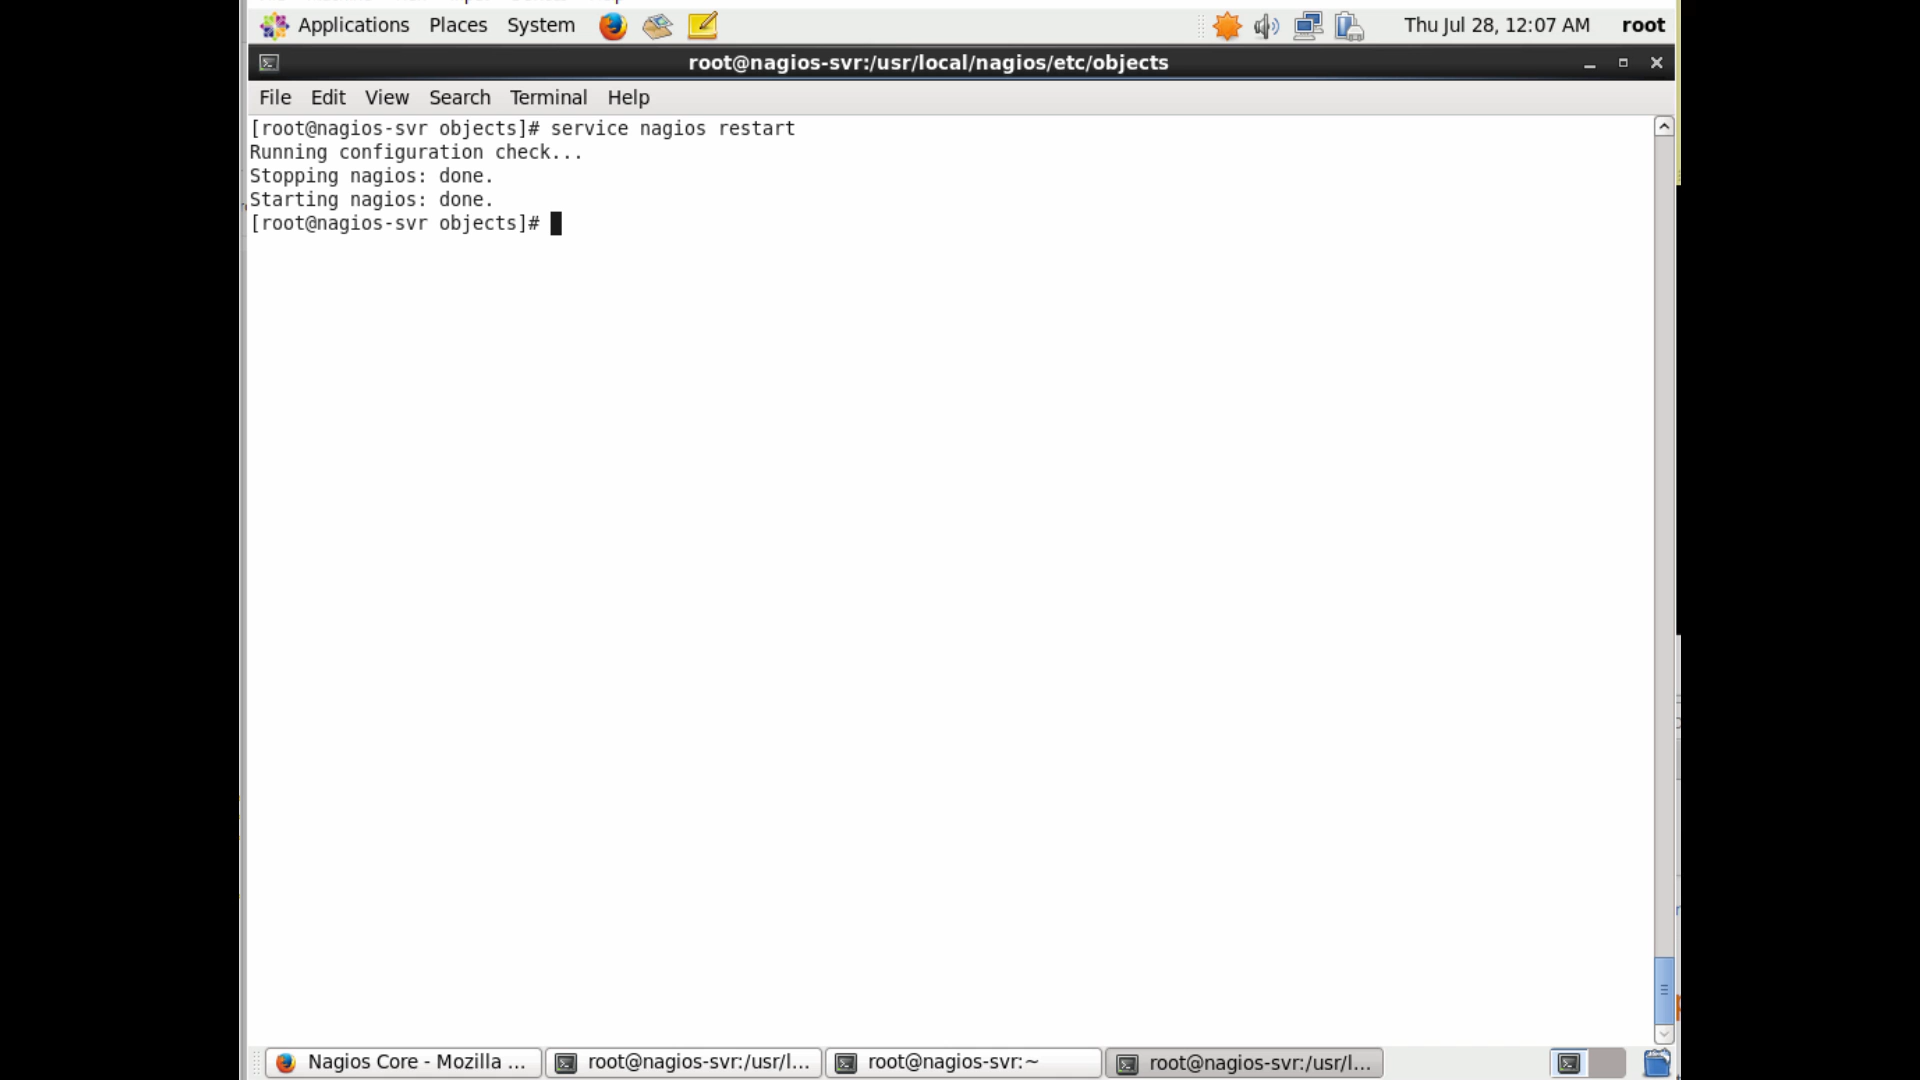 Applications Places System Thu Jul 28, 12:07 AM root
root@nagios-svr:/usr/local/nagios/etc/objects
File Edit View Search Terminal Help
[root@nagios-svr objects]# service nagios restart
Running configuration check...
Stopping nagios: done.
Starting nagios: done.
[root@nagios-svr objects]#
Nagios Core - Mozilla ... root@nagios-svr:/usr/l... root@nagios-svr:~ root@nagios-svr:/usr/l...